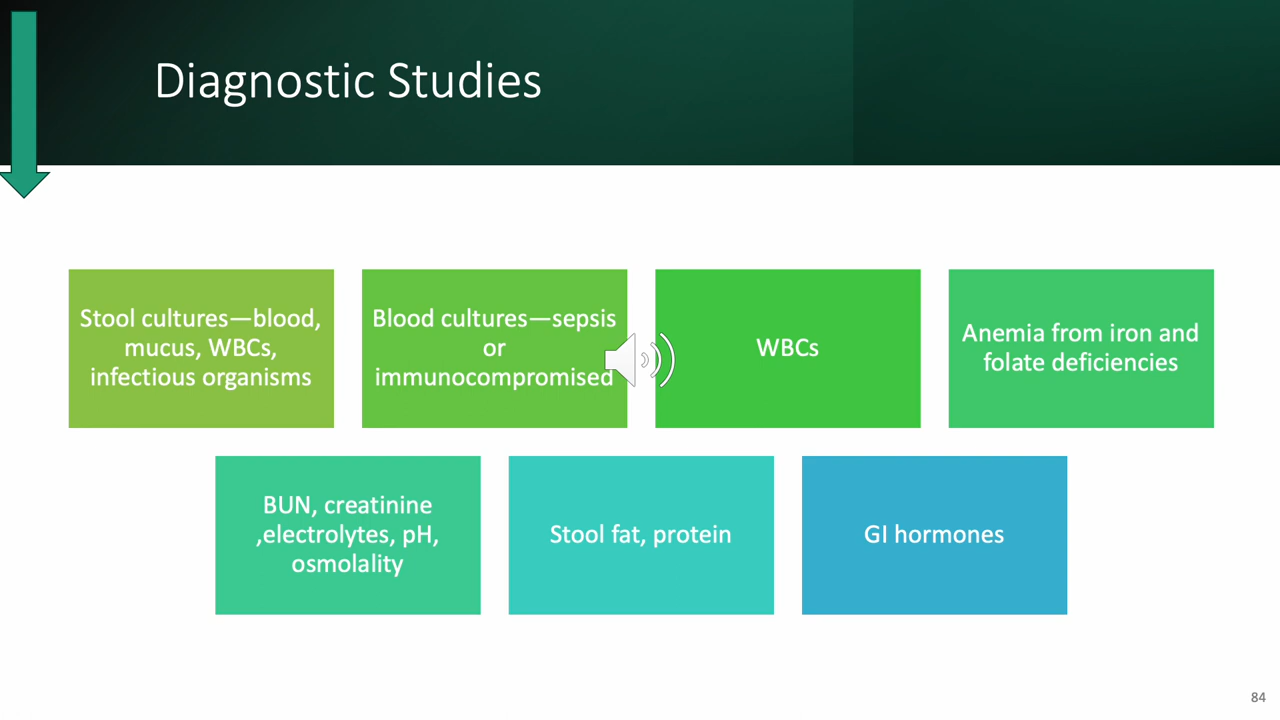 Diagnostic Studies
Stool cultures—blood,
mucus, WBCs,
infectious organisms
Blood cultures—sepsis
or
immunocompromised
WBCs
Anemia from iron and
folate deficiencies
BUN, creatinine
,electrolytes, pH,
osmolality
Stool fat, protein
GI hormones
84